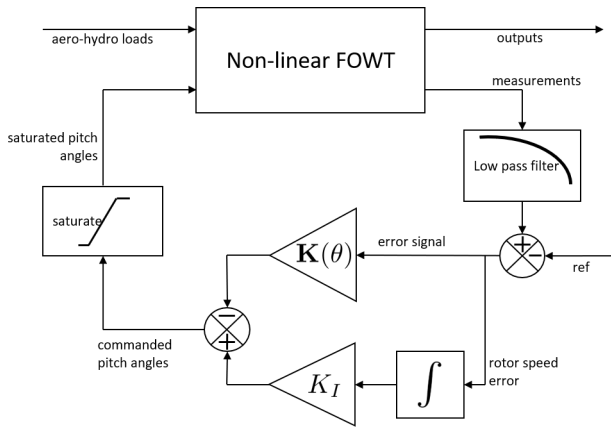 aero-hydro loads
Non-linear FOWT
outputs
measurements
saturated pitch
angles
Low pass filter
saturate
K(θ)
error signal
+
−
ref
−
+
commanded
pitch angles
K_I
∫
rotor speed
error